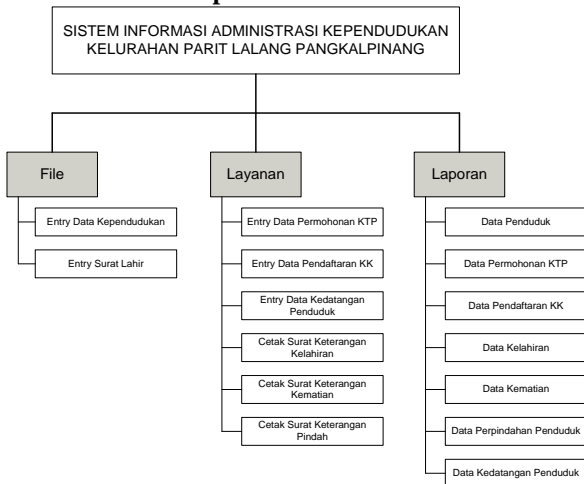 SISTEM INFORMASI ADMINISTRASI KEPENDUDUKAN
KELURAHAN PARIT LALANG PANGKALPINANG
File
Entry Data Kependudukan
Entry Surat Lahir
Layanan
Entry Data Permohonan KTP
Entry Data Pendaftaran KK
Entry Data Kedatangan
Penduduk
Cetak Surat Keterangan
Kelahiran
Cetak Surat Keterangan
Kematian
Cetak Surat Keterangan
Pindah
Laporan
Data Penduduk
Data Permohonan KTP
Data Pendaftaran KK
Data Kelahiran
Data Kematian
Data Perpindahan Penduduk
Data Kedatangan Penduduk